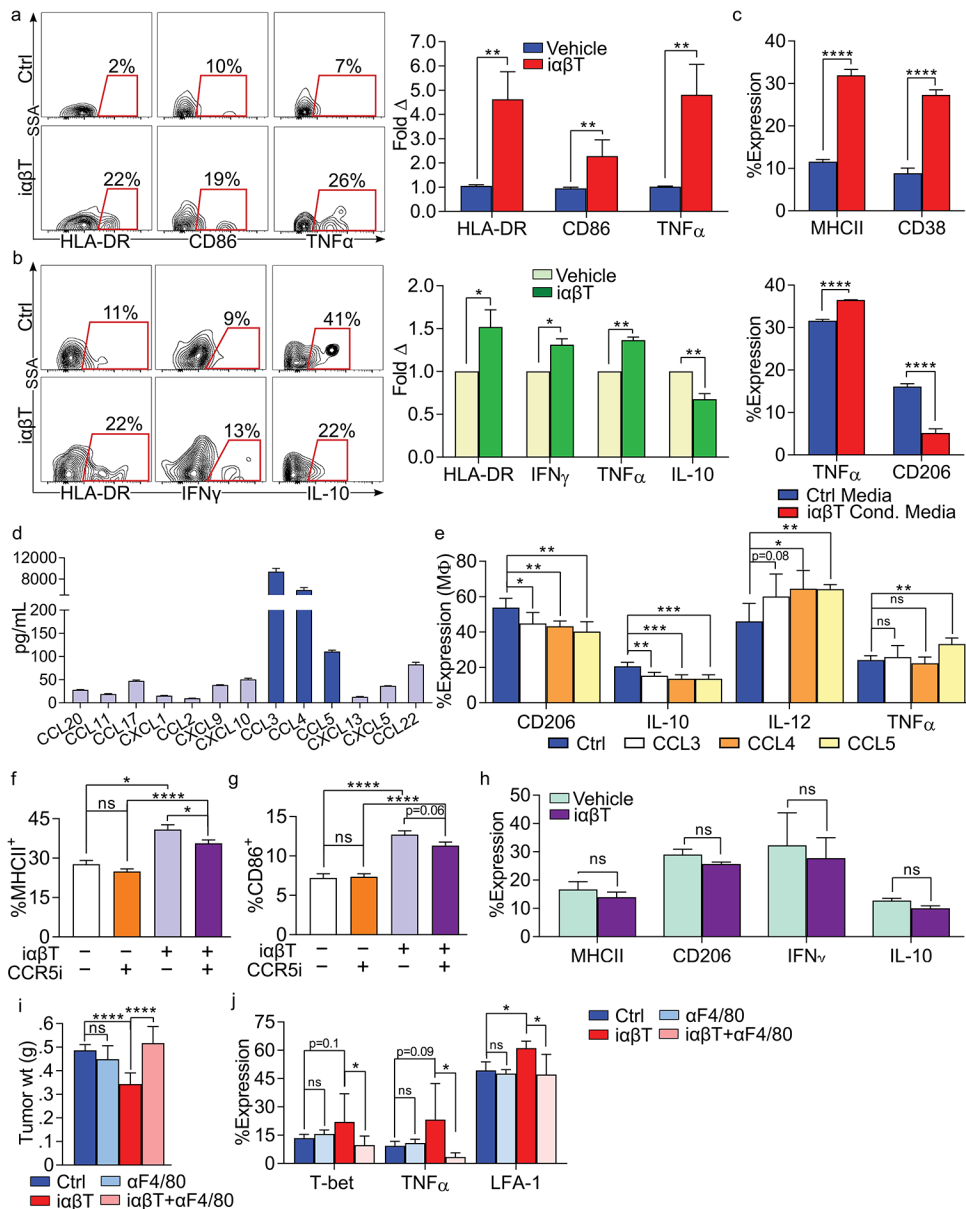 a
Ctrl
iαβT
SSA
2%
10%
7%
22%
19%
26%
HLA-DR
CD86
TNFα
Vehicle
iαβT
Fold Δ
6.0
5.0
4.0
3.0
2.0
1.0
0.0
**
**
**
HLA-DR
CD86
TNFα
c
%Expression
40
30
20
10
0
****
****
MHCII
CD38
b
Ctrl
iαβT
SSA
11%
9%
41%
22%
13%
22%
HLA-DR
IFNγ
IL-10
Vehicle
iαβT
Fold Δ
2.0
1.5
1.0
0.5
0.0
*
*
**
**
HLA-DR
IFNγ
TNFα
IL-10
%Expression
40
30
20
10
0
****
****
TNFα
CD206
Ctrl Media
iαβT Cond. Media
d
pg/mL
12000
8000
4000
200
150
100
50
0
CCL20
CCL11
CCL17
CXCL1
CCL2
CXCL9
CXCL10
CCL3
CCL4
CCL5
CXCL13
CXCL5
CCL22
e
%Expression (MΦ)
80
60
40
20
0
**
**
*
***
***
**
**
*
p=0.08
**
ns
ns
CD206
IL-10
IL-12
TNFα
Ctrl
CCL3
CCL4
CCL5
f
%MHCII+
60
45
30
15
0
*
ns
****
*
iαβT – – + +
CCR5i – + – +
g
%CD86+
15
10
5
0
****
ns
****
p=0.06
– – + +
– + – +
h
Vehicle
iαβT
%Expression
50
40
30
20
10
0
ns
ns
ns
ns
MHCII
CD206
IFNγ
IL-10
i
Tumor wt (g)
.6
.5
.4
.3
.2
.1
0
****
****
ns
Ctrl
αF4/80
iαβT
iαβT+αF4/80
j
%Expression
75
60
45
30
15
0
p=0.1
ns
*
p=0.09
ns
*
*
ns
*
T-bet
TNFα
LFA-1
Ctrl
αF4/80
iαβT
iαβT+αF4/80